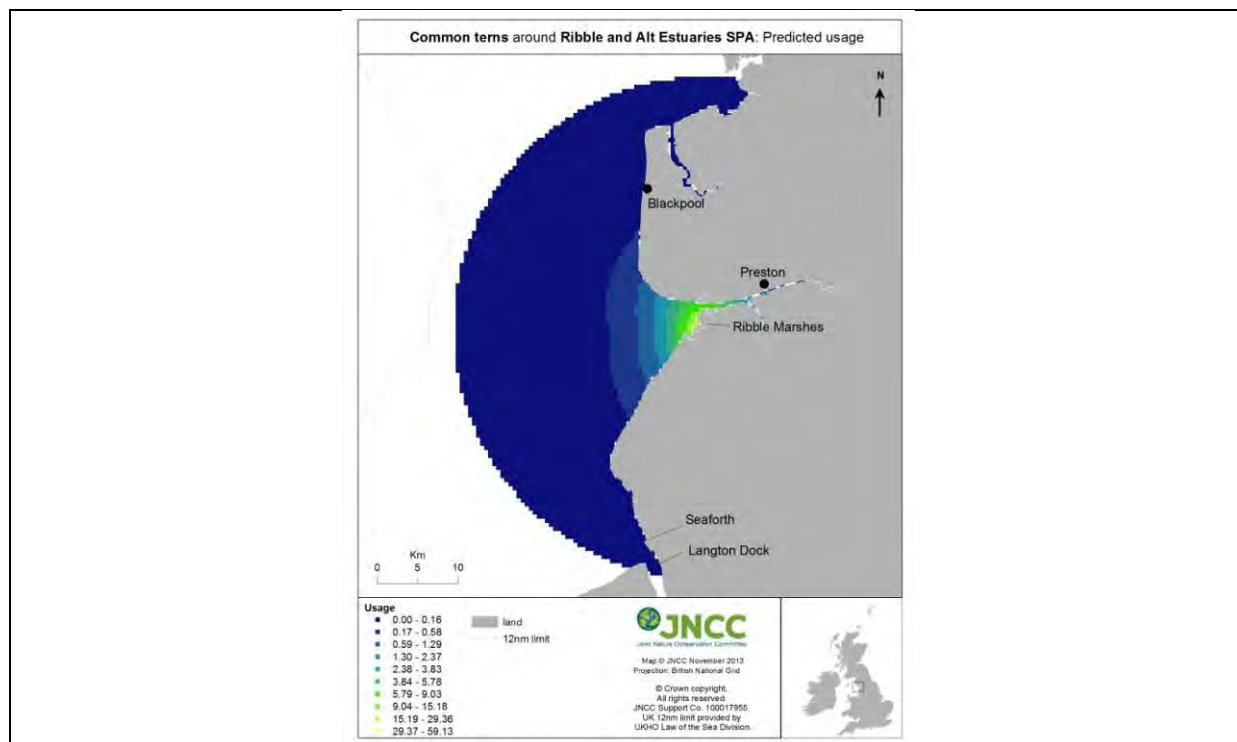 Common terns around Ribble and Alt Estuaries SPA: Predicted usage
N
Blackpool
Preston
Ribble Marshes
Seaforth
Langton Dock
Km
0 5 10
Usage
0.00 - 0.16
0.17 - 0.58
0.59 - 1.29
1.30 - 2.37
2.38 - 3.83
3.84 - 5.78
5.79 - 9.03
9.04 - 15.18
15.19 - 29.36
29.37 - 59.13
land
12nm limit
JNCC
Joint Nature Conservation Committee
Map © JNCC November 2013
Projection: British National Grid
© Crown copyright.
All rights reserved
JNCC Support Co. 100017955.
UK 12nm limit provided by
UKHO Law of the Sea Division.